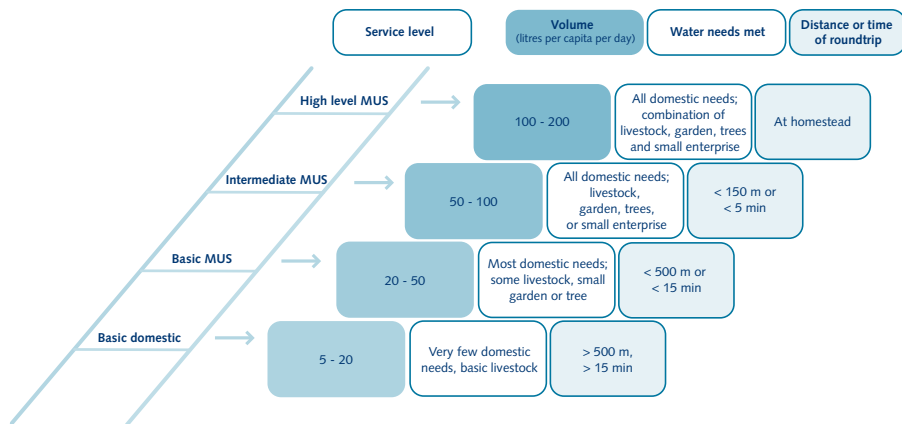 Service level
Volume
(litres per capita per day)
Water needs met
Distance or time
of roundtrip
High level MUS
100 - 200
All domestic needs;
combination of
livestock, garden, trees
and small enterprise
At homestead
Intermediate MUS
50 - 100
All domestic needs;
livestock,
garden, trees,
or small enterprise
< 150 m or
< 5 min
Basic MUS
20 - 50
Most domestic needs;
some livestock, small
garden or tree
< 500 m or
< 15 min
Basic domestic
5 - 20
Very few domestic
needs, basic livestock
> 500 m,
> 15 min